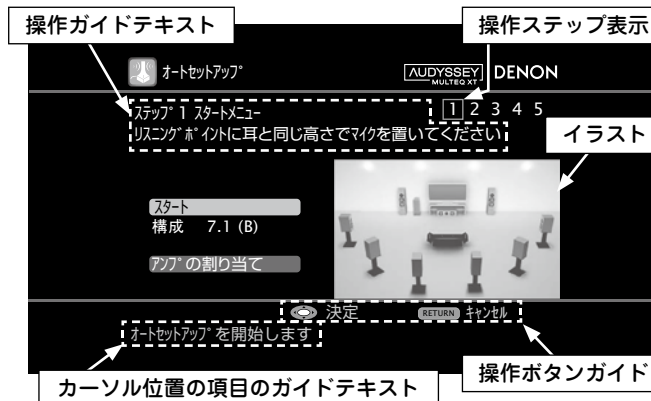 操作ガイドテキスト
操作ステップ表示
オートセットアップ
AUDYSSEY
MULTEQ XT
DENON
ステップ 1 スタートメニュー
1 2 3 4 5
リスニングポイントに耳と同じ高さでマイクを置いてください
イラスト
スタート
構成 7.1 (B)
アンプの割り当て
決定
RETURN キャンセル
オートセットアップを開始します
操作ボタンガイド
カーソル位置の項目のガイドテキスト